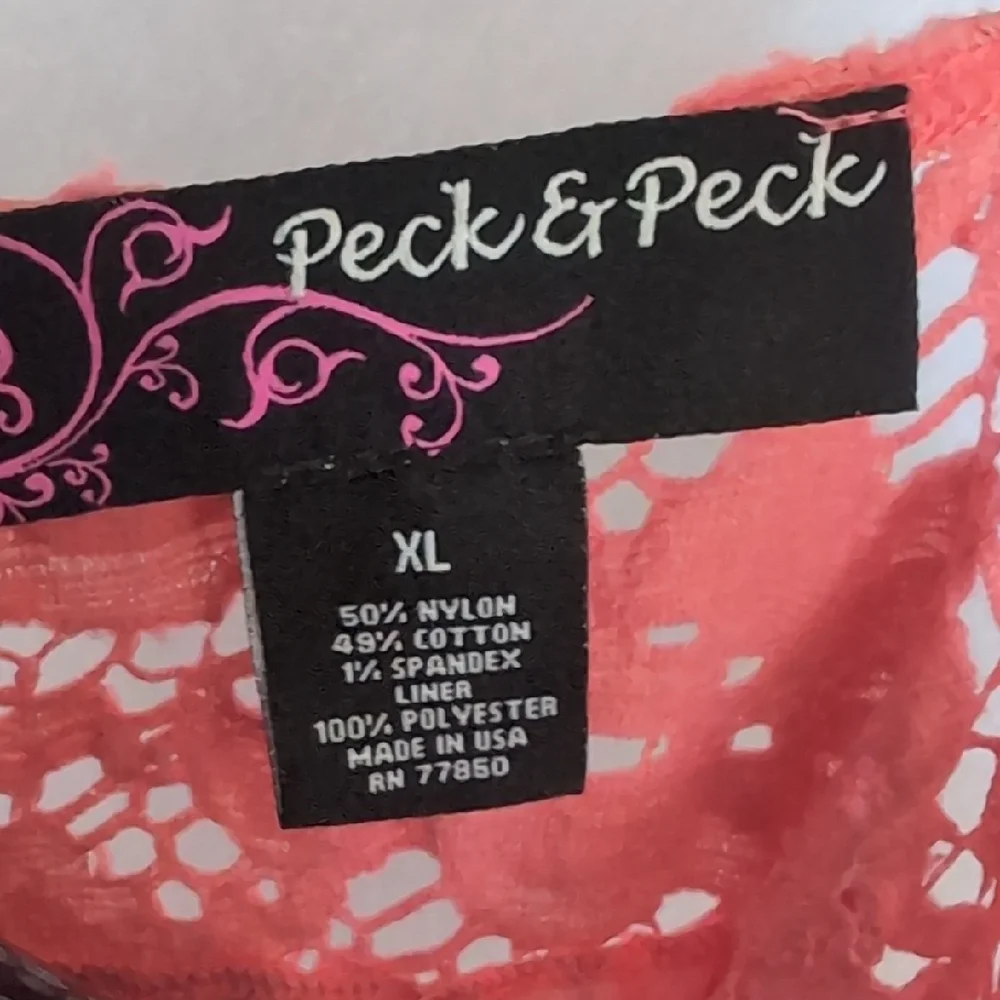 Peck & Peck
XL
50% NYLON
49% COTTON
1% SPANDEX
LINER
100% POLYESTER
MADE IN USA
RN 77850